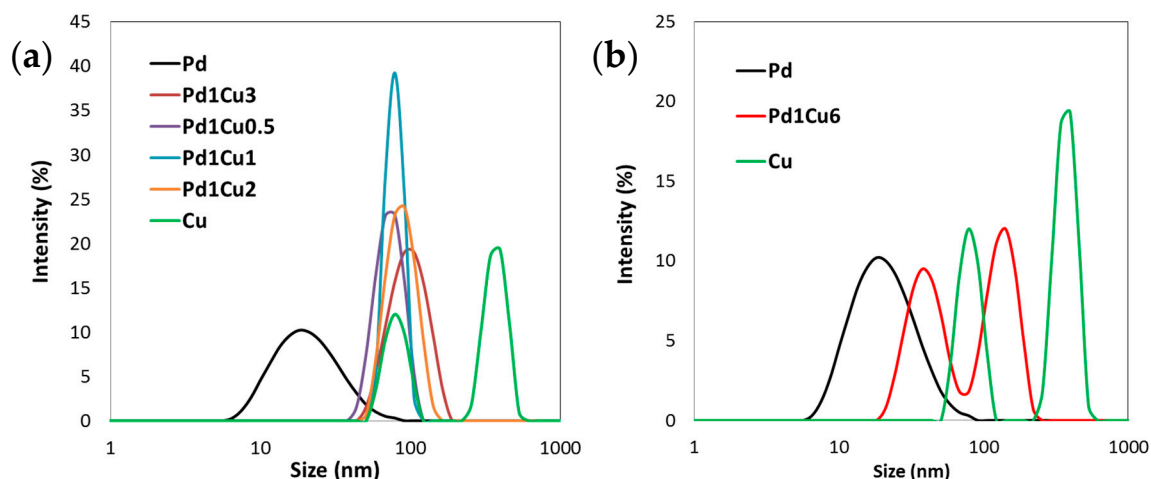 (a)
45
40
35
30
25
20
15
10
5
0
Intensity (%)
Pd
Pd1Cu3
Pd1Cu0.5
Pd1Cu1
Pd1Cu2
Cu
1 10 100 1000
Size (nm)
(b)
25
20
15
10
5
0
Intensity (%)
Pd
Pd1Cu6
Cu
1 10 100 1000
Size (nm)